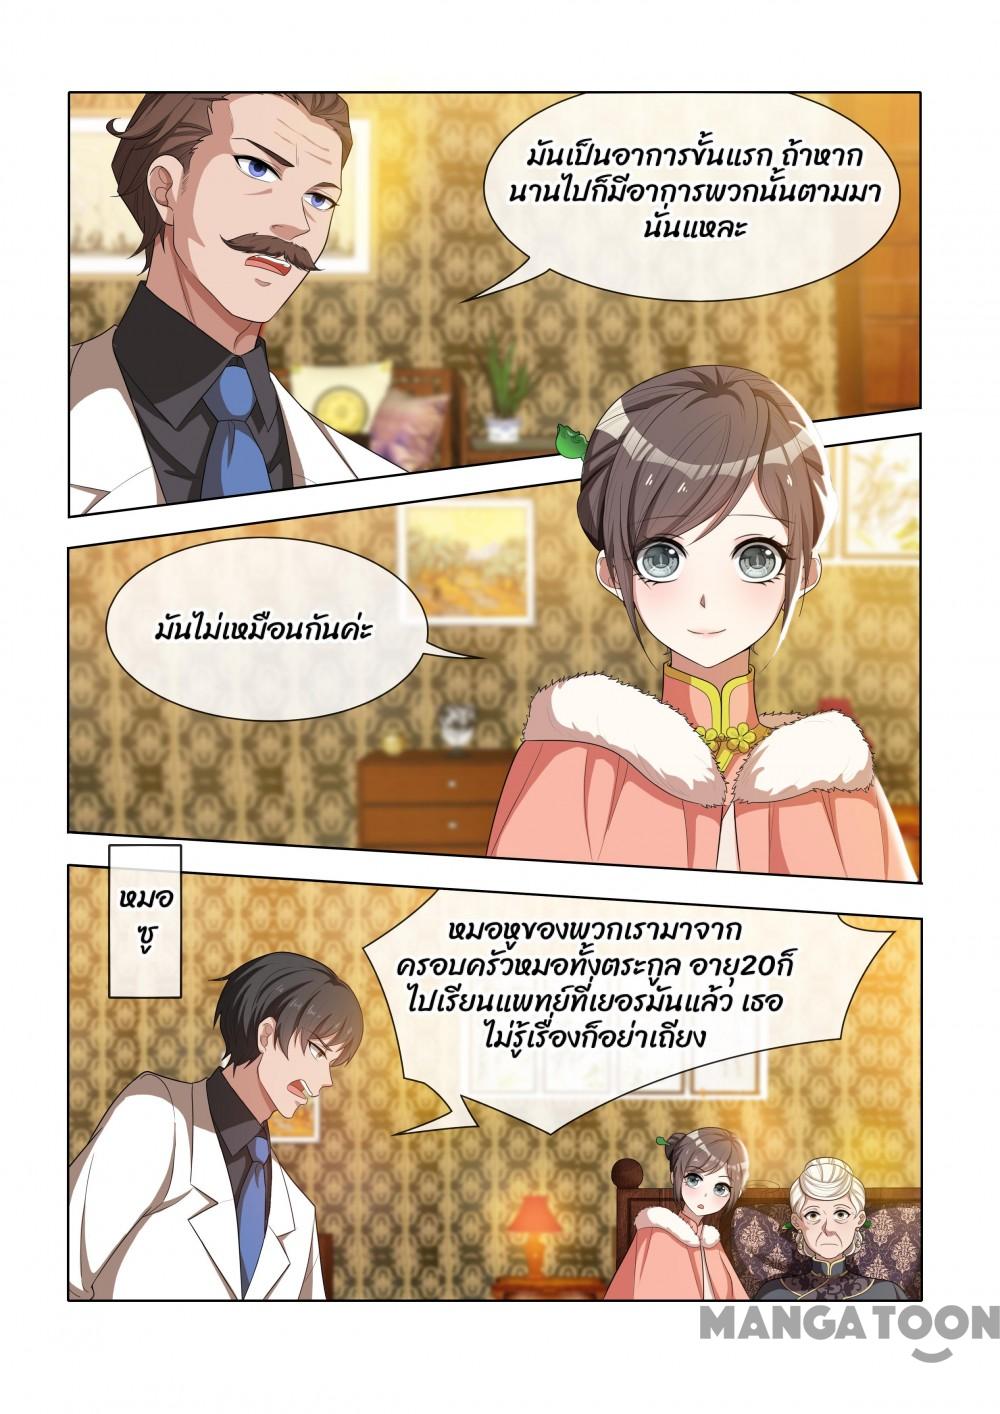 มันเป็นอาการขั้นแรก ถ้าหาก
นานไปก็มีอาการพวกนั้นตามมา
นั่นแหละ
มันไม่เหมือนกันค่ะ
หมอ
ซู
หมอหูของพวกเรามาจาก
ครอบครัวหมอทั้งตระกูล อายุ20ก็
ไปเรียนแพทย์ที่เยอรมันแล้ว เธอ
ไม่รู้เรื่องก็อย่าเถียง
MANGATOON